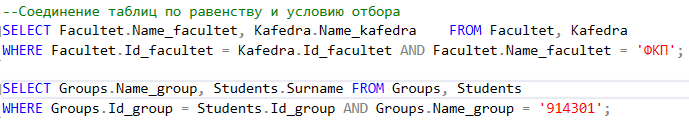 ---Соединение таблиц по равенству и условию отбора
SELECT Facultet.Name_facultet, Kafedra.Name_kafedra    FROM Facultet, Kafedra
WHERE Facultet.Id_facultet = Kafedra.Id_facultet AND Facultet.Name_facultet = 'ФКП';
SELECT Groups.Name_group, Students.Surname FROM Groups, Students
WHERE Groups.Id_group = Students.Id_group AND Groups.Name_group = '914301';